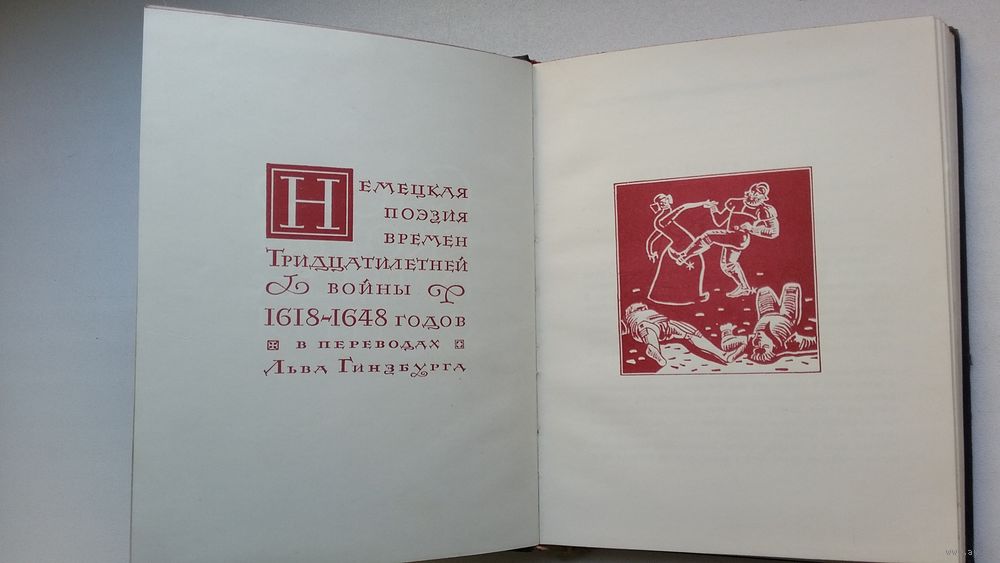 Немецкая
поэзия
времен
Тридцатилетней
войны
1618-1648 годов
в переводах
Льва Гинзбурга